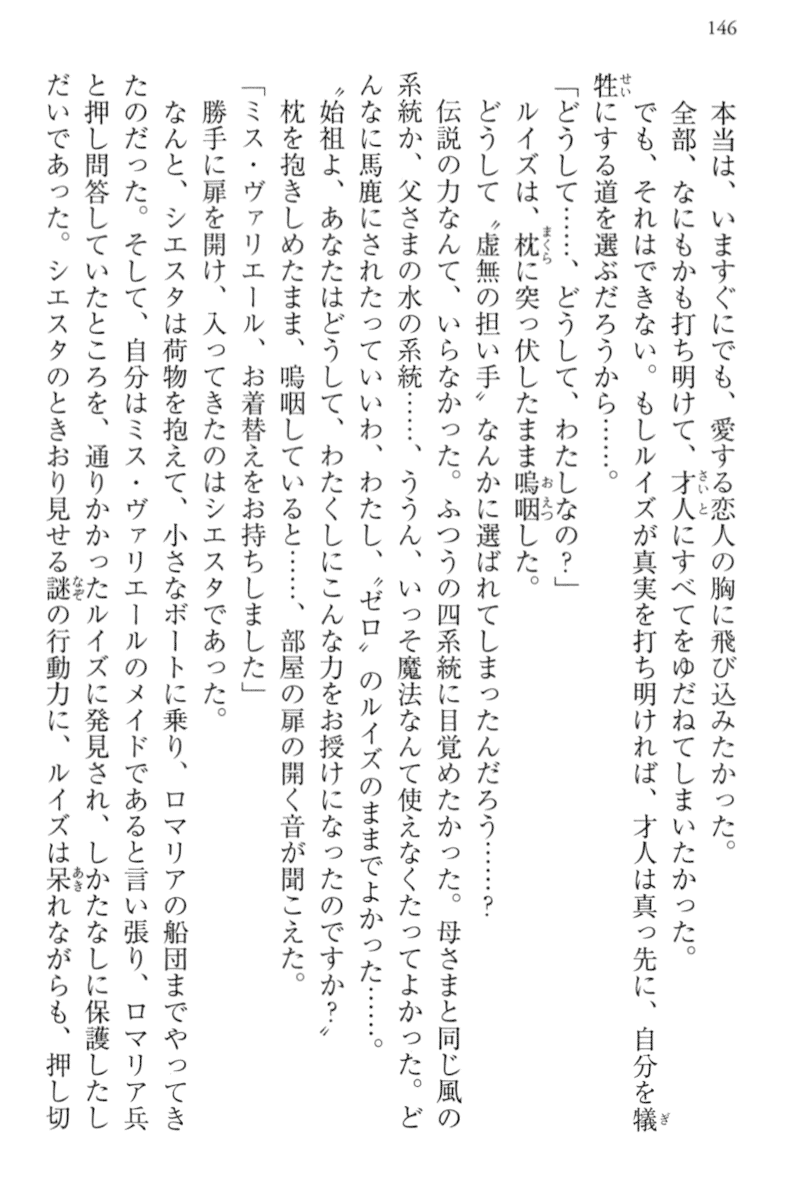 146
本当は、いますぐにでも、愛する恋人の胸に飛び込みたかった。
全部、なにもかも打ち明けて、才人にすべてをゆだねてしまいたかった。
でも、それはできない。もしルイズが真実を打ち明ければ、才人は真っ先に、自分を犠
牲にする道を選ぶだろうから……。
「どうして……、どうして、わたしなの？」
ルイズは、枕に突っ伏したまま嗚咽した。
どうして〝虚無の担い手〟なんかに選ばれてしまったんだろう……？
伝説の力なんて、いらなかった。ふつうの四系統に目覚めたかった。母さまと同じ風の
系統か、父さまの水の系統……、ううん、いっそ魔法なんて使えなくたってよかった。ど
んなに馬鹿にされたっていいわ、わたし、〝ゼロ〟のルイズのままでよかった……。
〝始祖よ、あなたはどうして、わたくしにこんな力をお授けになったのですか？〟
枕を抱きしめたまま、嗚咽していると……、部屋の扉の開く音が聞こえた。
「ミス・ヴァリエール、お着替えをお持ちしました」
勝手に扉を開け、入ってきたのはシエスタであった。
なんと、シエスタは荷物を抱えて、小さなボートに乗り、ロマリアの船団までやってき
たのだった。そして、自分はミス・ヴァリエールのメイドであると言い張り、ロマリア兵
と押し問答していたところを、通りかかったルイズに発見され、しかたなしに保護したし
だいであった。シエスタのときおり見せる謎の行動力に、ルイズは呆れながらも、押し切